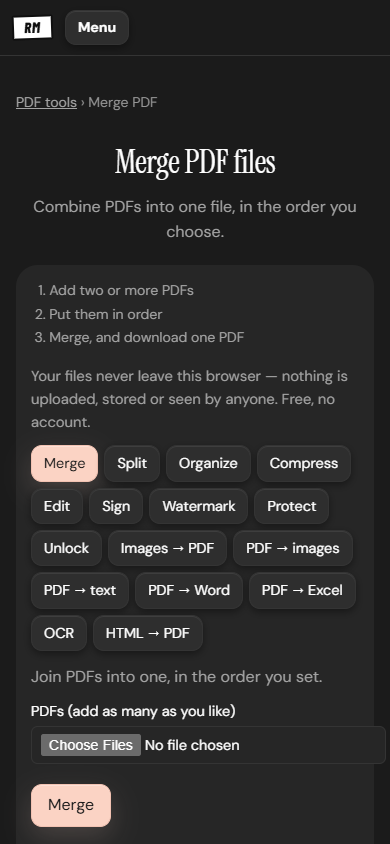 RM Menu
PDF tools › Merge PDF
Merge PDF files
Combine PDFs into one file, in the order you
choose.
1. Add two or more PDFs
2. Put them in order
3. Merge, and download one PDF
Your files never leave this browser — nothing is
uploaded, stored or seen by anyone. Free, no
account.
Merge Split Organize Compress
Edit Sign Watermark Protect
Unlock Images → PDF PDF → images
PDF → text PDF → Word PDF → Excel
OCR HTML → PDF
Join PDFs into one, in the order you set.
PDFs (add as many as you like)
Choose Files No file chosen
Merge